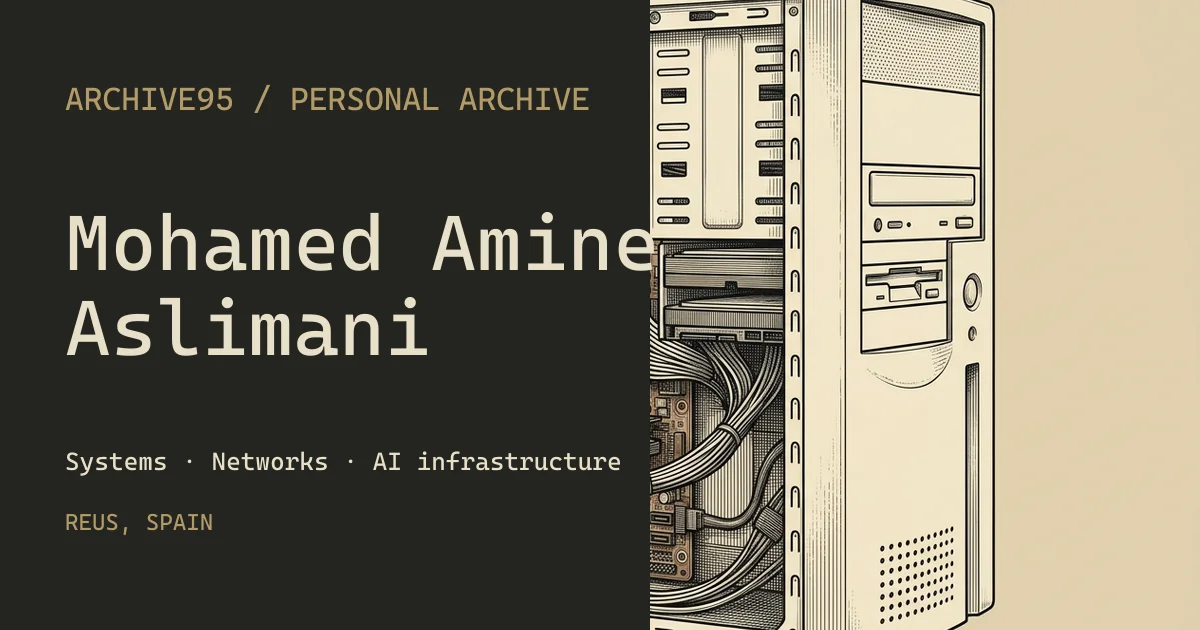 ARCHIVE95 / PERSONAL ARCHIVE
Mohamed Amine
Aslimani
Systems · Networks · AI infrastructure
REUS, SPAIN